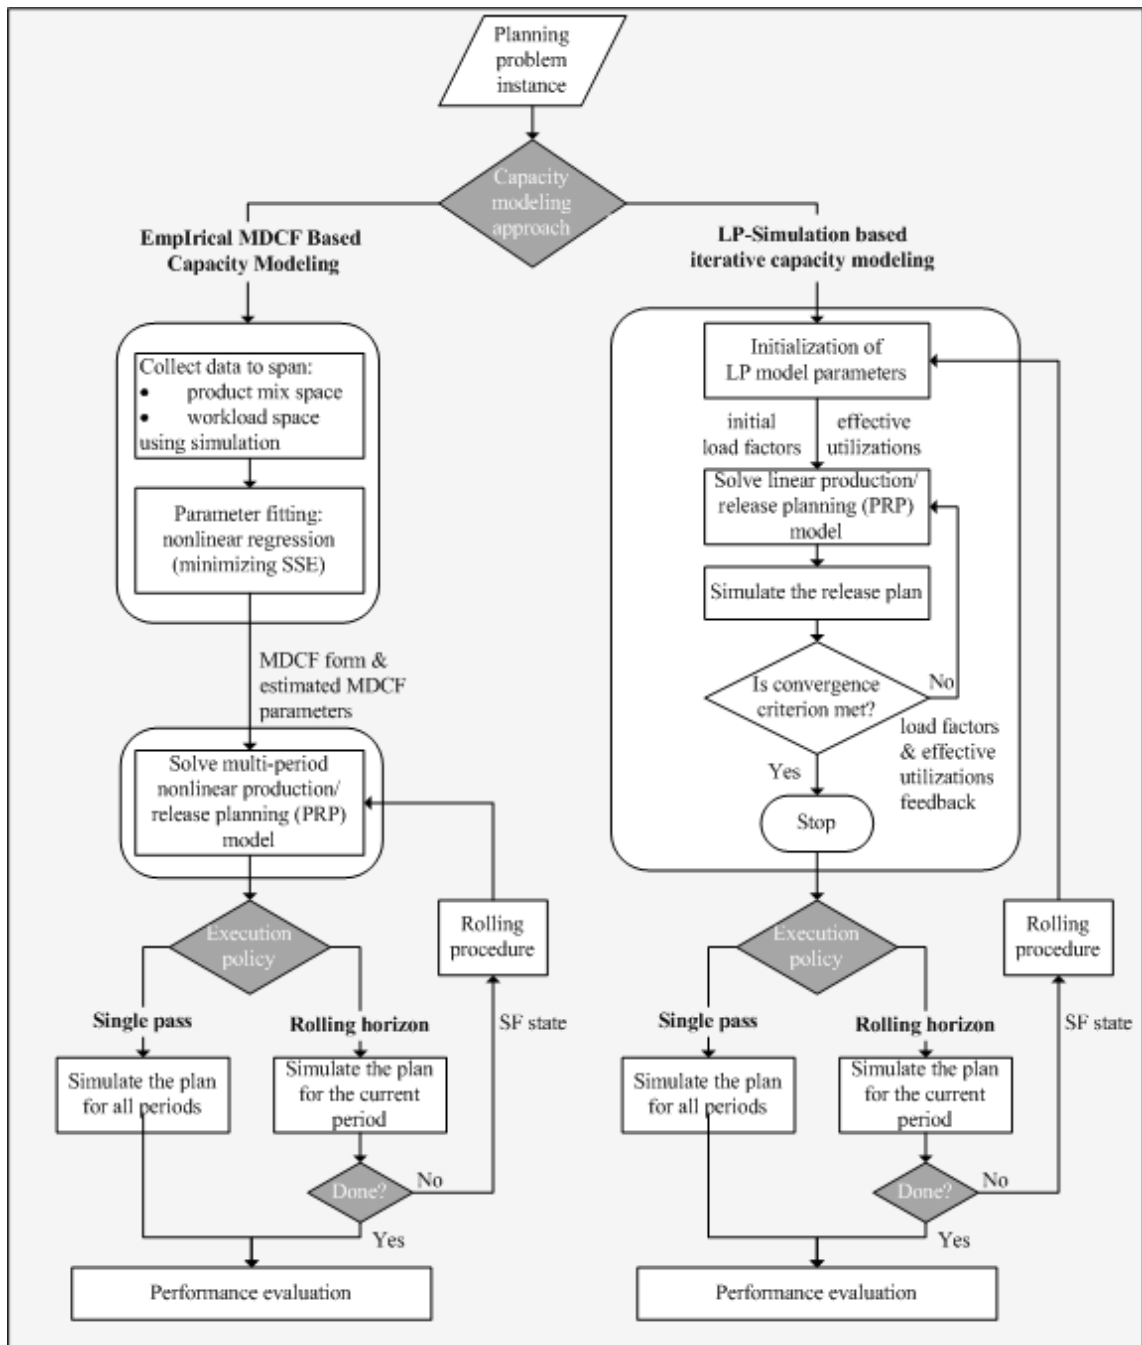 Planning
problem
instance
Capacity
modeling
approach
EmpIrical MDCF Based
Capacity Modeling
Collect data to span:
• product mix space
• workload space
using simulation
Parameter fitting:
nonlinear regression
(minimizing SSE)
MDCF form &
estimated MDCF
parameters
Solve multi-period
nonlinear production/
release planning (PRP)
model
Execution
policy
Rolling
procedure
SF state
Single pass
Rolling horizon
Simulate the plan
for all periods
Simulate the plan
for the current
period
Done?
No
Yes
Performance evaluation
LP-Simulation based
iterative capacity modeling
Initialization of
LP model parameters
initial
load factors
effective
utilizations
Solve linear production/
release planning (PRP)
model
Simulate the release plan
Is convergence
criterion met?
No
load factors
& effective
utilizations
feedback
Yes
Stop
Execution
policy
Rolling
procedure
SF state
Single pass
Rolling horizon
Simulate the plan
for all periods
Simulate the plan
for the current
period
Done?
No
Yes
Performance evaluation